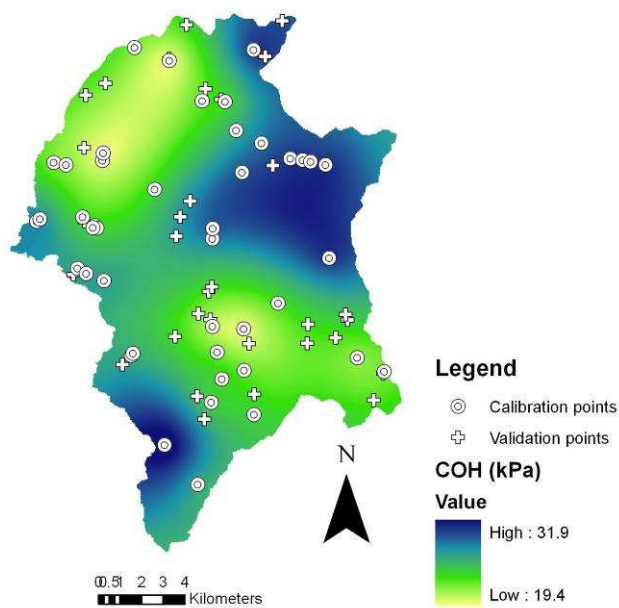 Legend
Calibration points
Validation points
N
COH (kPa)
Value
High : 31.9
Low : 19.4
0 0.5 1 2 3 4
Kilometers